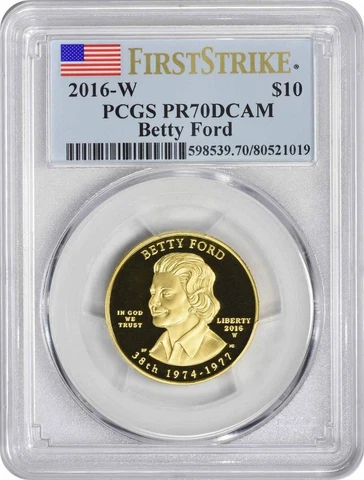 FIRSTSTRIKE®
2016-W $10
PCGS PR70DCAM
Betty Ford
598539.70/80521019
BETTY FORD
IN GOD
WE
TRUST
LIBERTY
2016
W
38th 1974-1977